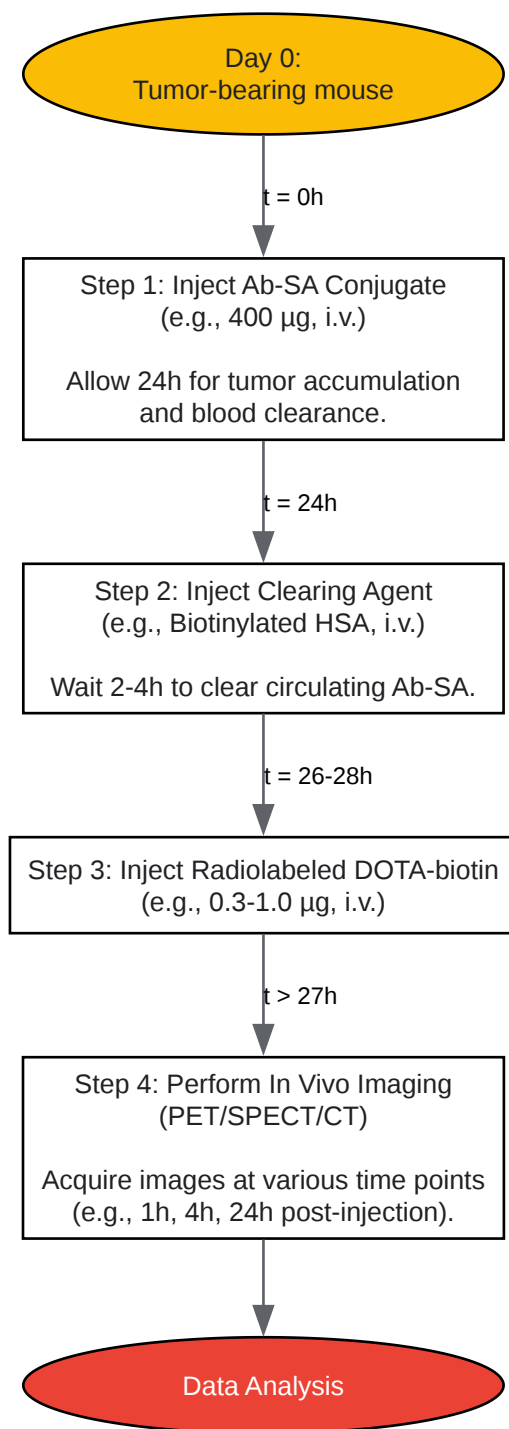 Day 0:
Tumor-bearing mouse
t = 0h
Step 1: Inject Ab-SA Conjugate
(e.g., 400 µg, i.v.)
Allow 24h for tumor accumulation
and blood clearance.
t = 24h
Step 2: Inject Clearing Agent
(e.g., Biotinylated HSA, i.v.)
Wait 2-4h to clear circulating Ab-SA.
t = 26-28h
Step 3: Inject Radiolabeled DOTA-biotin
(e.g., 0.3-1.0 µg, i.v.)
t > 27h
Step 4: Perform In Vivo Imaging
(PET/SPECT/CT)
Acquire images at various time points
(e.g., 1h, 4h, 24h post-injection).
Data Analysis